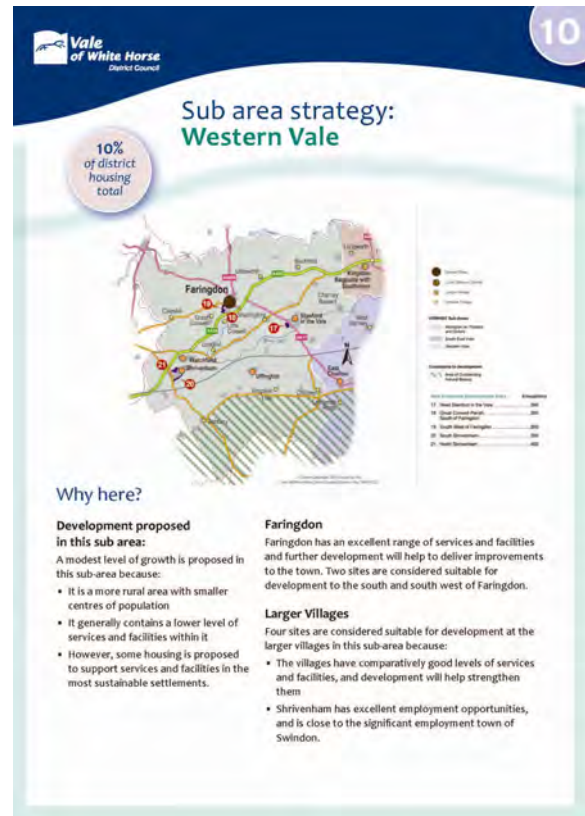 10
Vale
of White Horse
District Council
Sub area strategy:
Western Vale
10%
of district
housing
total
Faringdon
19
18
17
21
20
Uffington
Watchfield
Shrivenham
Why here?
Development proposed
in this sub area:
A modest level of growth is proposed in
this sub-area because:
• It is a more rural area with smaller
centres of population
• It generally contains a lower level of
services and facilities within it
• However, some housing is proposed
to support services and facilities in the
most sustainable settlements.
Faringdon
Faringdon has an excellent range of services and facilities
and further development will help to deliver improvements
to the town. Two sites are considered suitable for
development to the south and south west of Faringdon.
Larger Villages
Four sites are considered suitable for development at the
larger villages in this sub-area because:
• The villages have comparatively good levels of services
and facilities, and development will help strengthen
them
• Shrivenham has excellent employment opportunities,
and is close to the significant employment town of
Swindon.